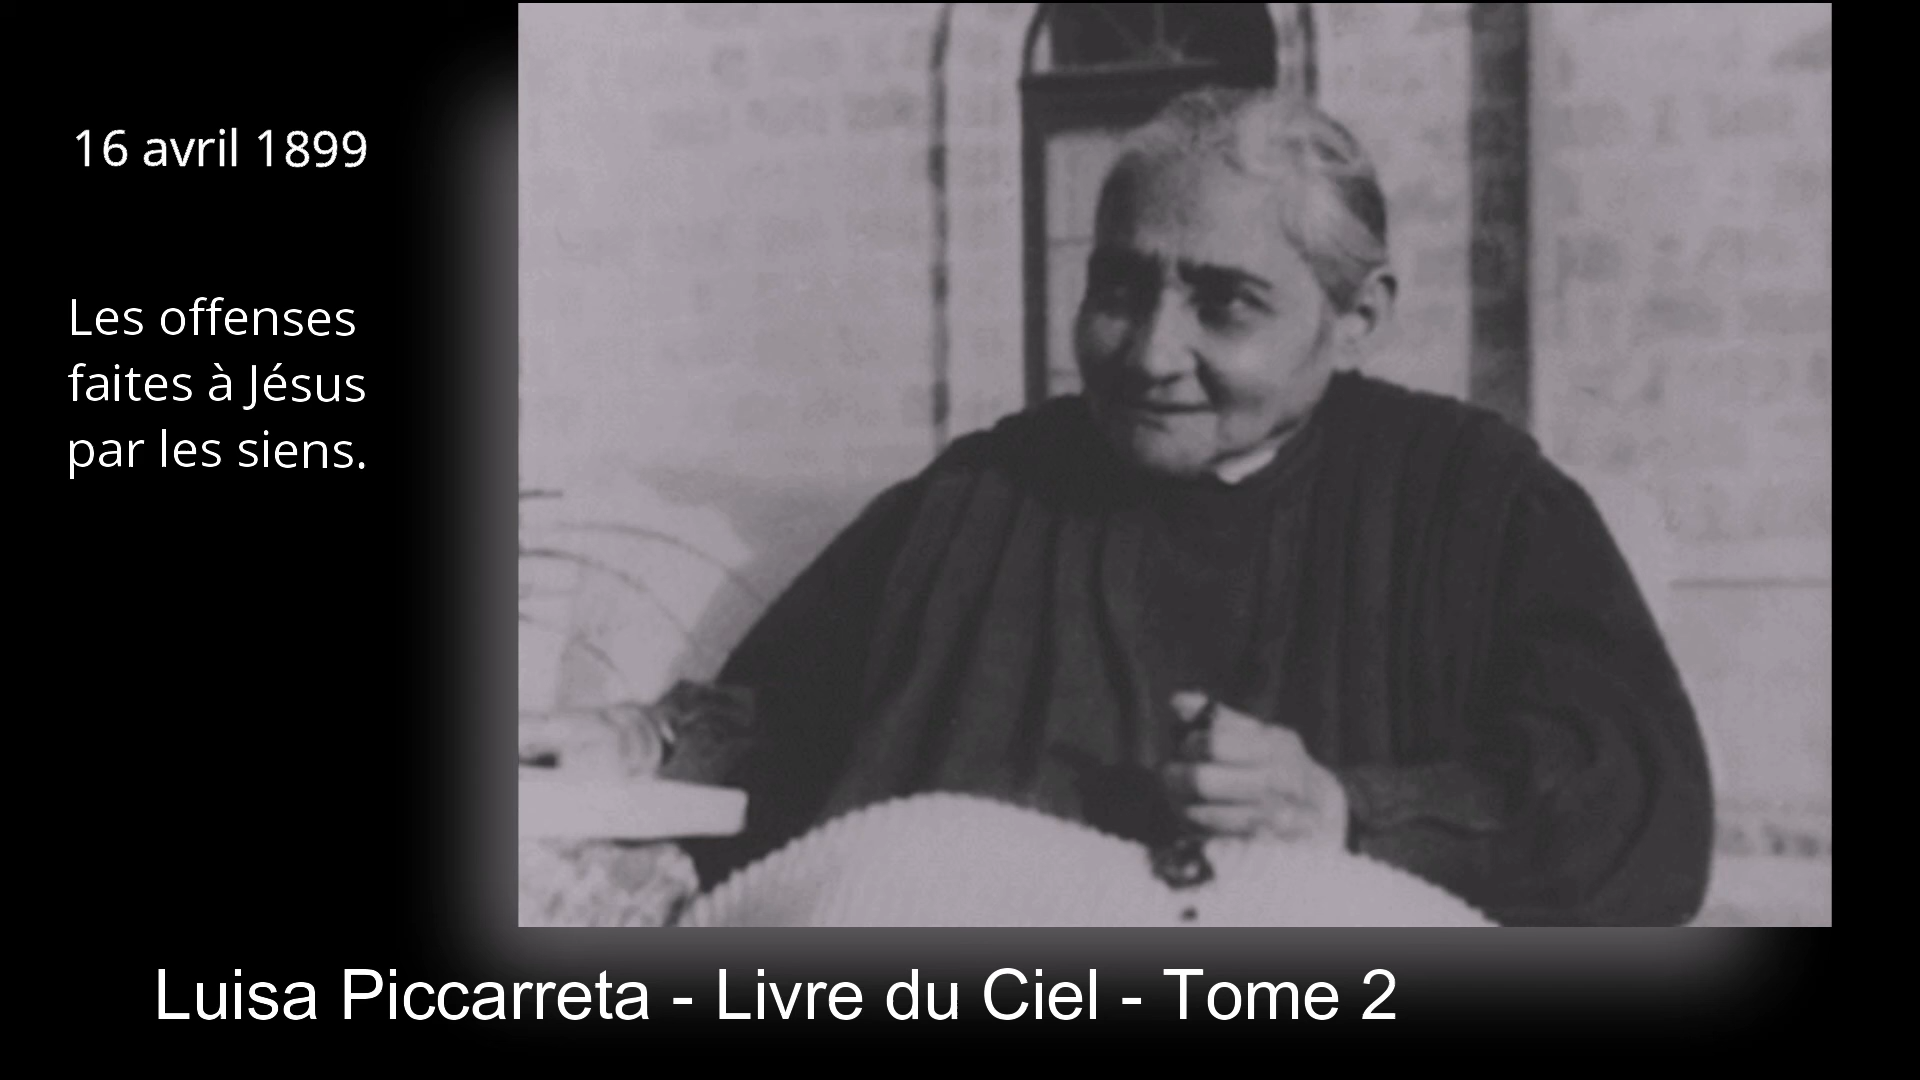 16 avril 1899
Les offenses
faites à Jésus
par les siens.
Luisa Piccarreta - Livre du Ciel - Tome 2